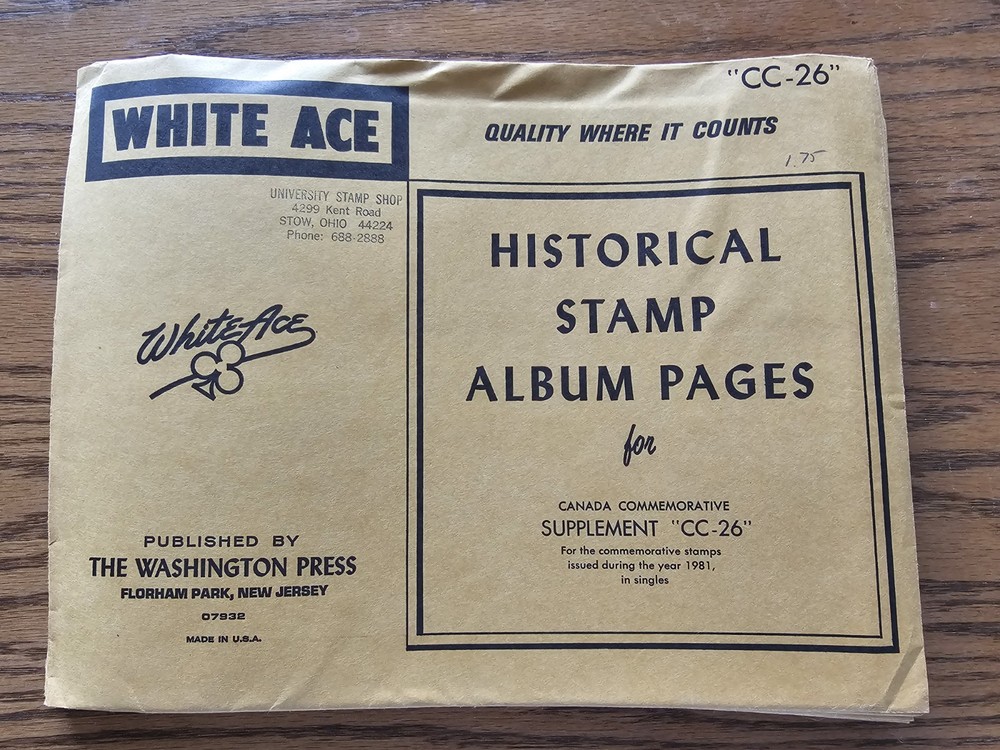 "CC-26"
WHITE ACE
QUALITY WHERE IT COUNTS
1.75
UNIVERSITY STAMP SHOP
4299 Kent Road
STOW, OHIO 44224
Phone: 688-2888
White Ace
HISTORICAL
STAMP
ALBUM PAGES
for
CANADA COMMEMORATIVE
SUPPLEMENT "CC-26"
For the commemorative stamps
issued during the year 1981,
in singles
PUBLISHED BY
THE WASHINGTON PRESS
FLORHAM PARK, NEW JERSEY
07932
MADE IN U.S.A.